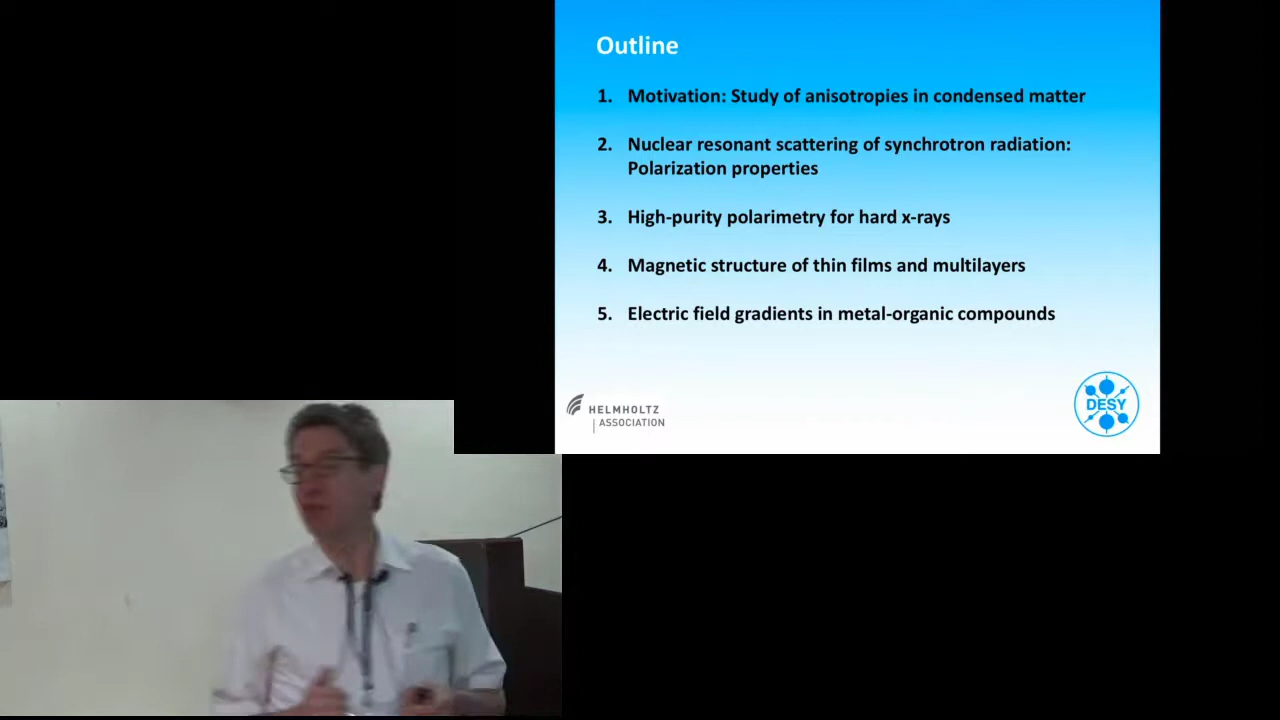 Outline
1. Motivation: Study of anisotropies in condensed matter
2. Nuclear resonant scattering of synchrotron radiation:
Polarization properties
3. High-purity polarimetry for hard x-rays
4. Magnetic structure of thin films and multilayers
5. Electric field gradients in metal-organic compounds
HELMHOLTZ
ASSOCIATION
DESY